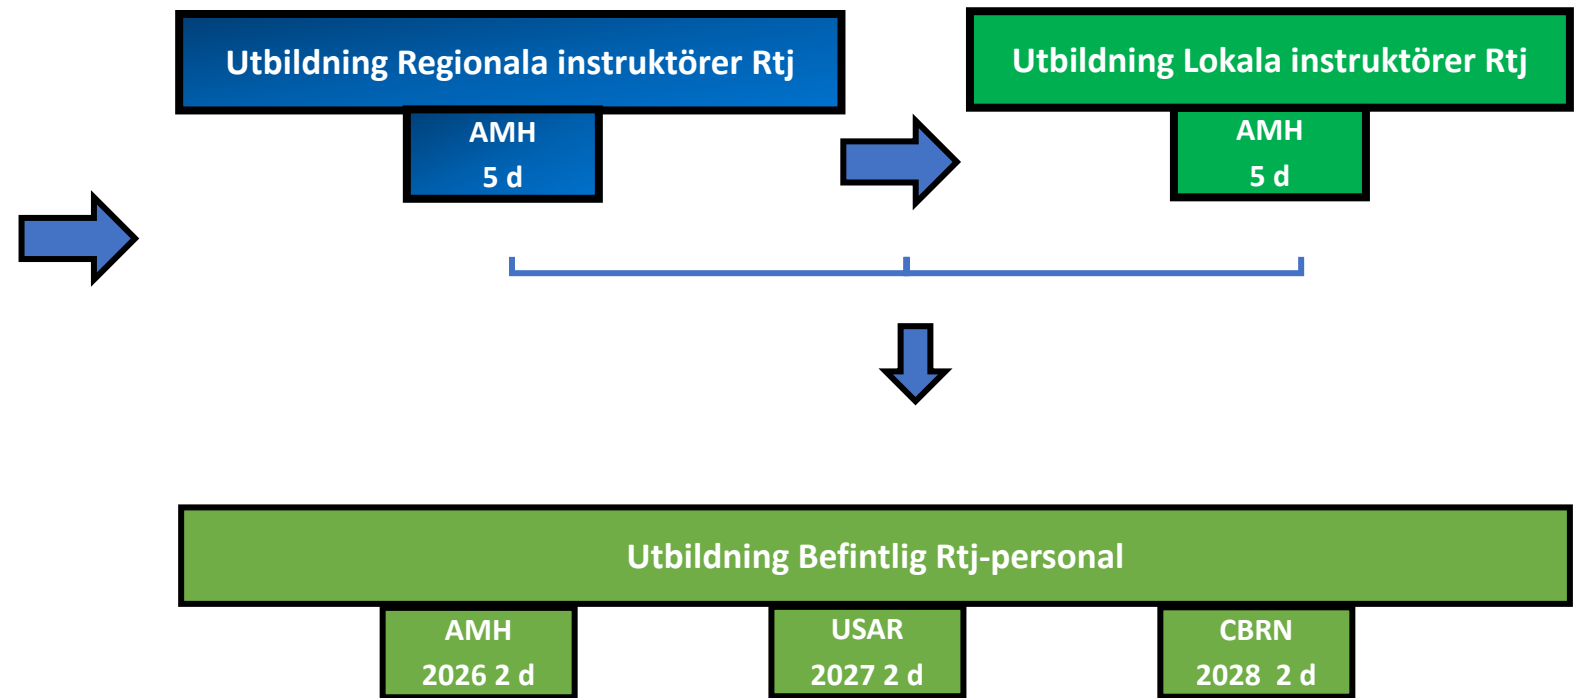 Utbildning Regionala instruktörer Rtj
AMH
5 d
Utbildning Lokala instruktörer Rtj
AMH
5 d
Utbildning Befintlig Rtj-personal
AMH
2026 2 d
USAR
2027 2 d
CBRN
2028  2 d